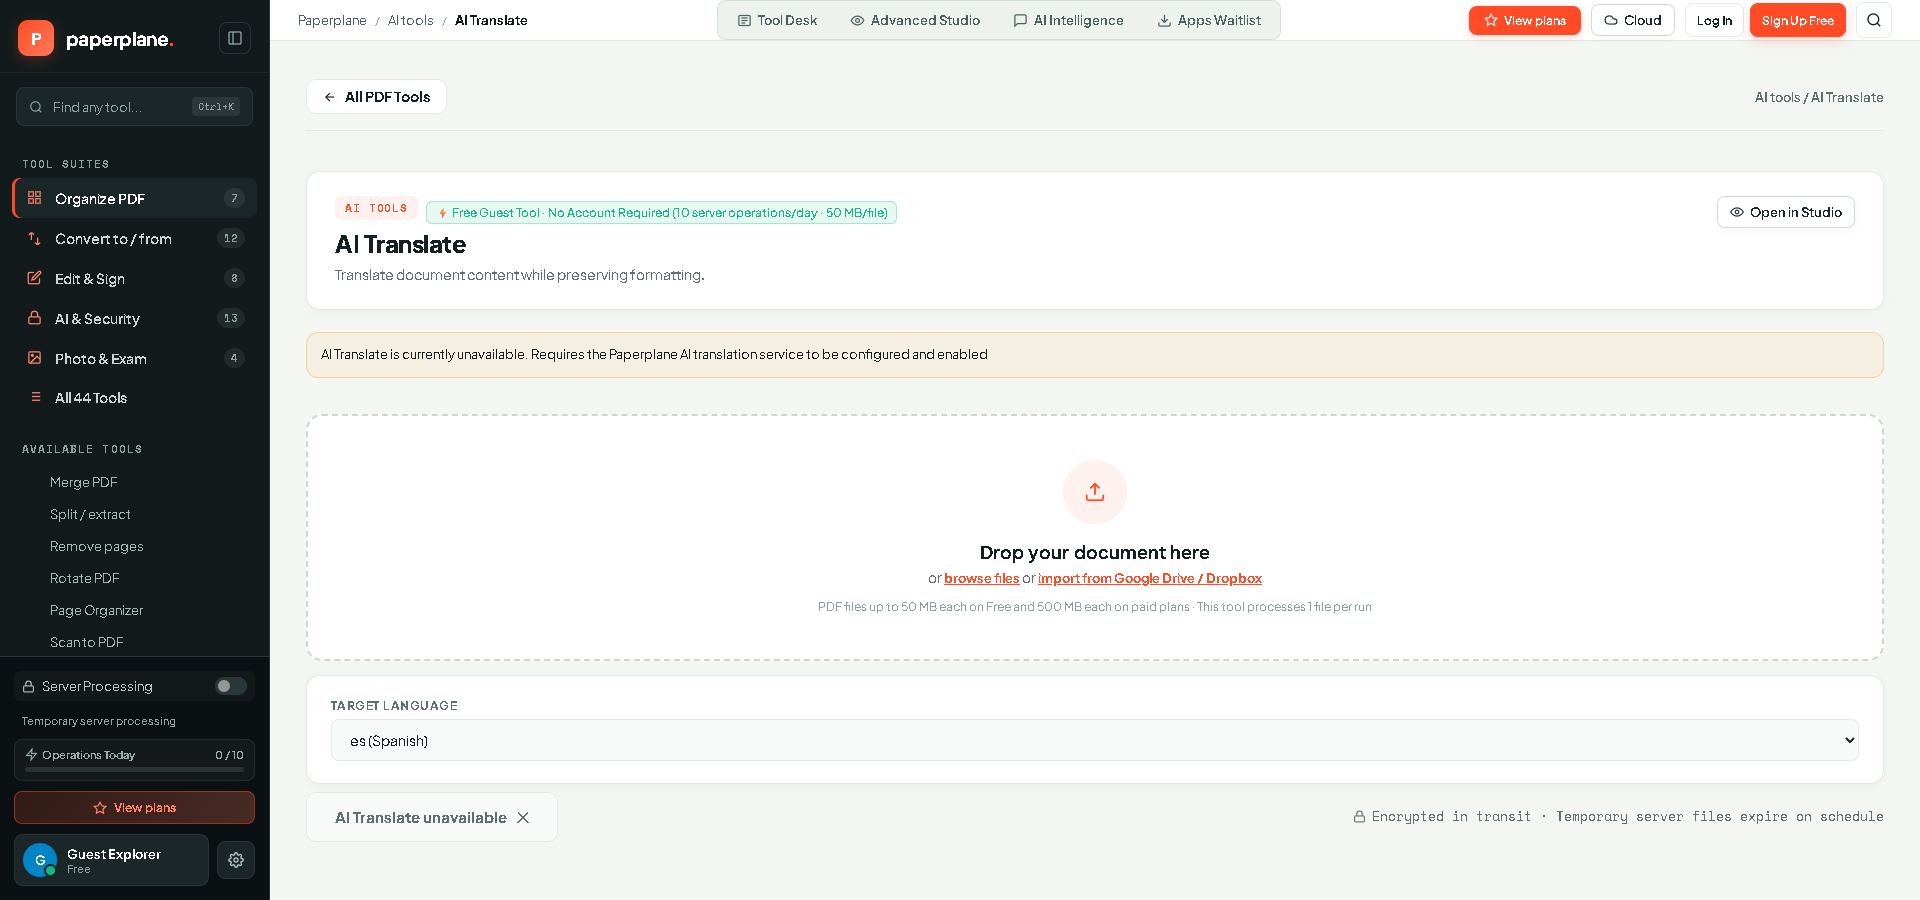 P paperplane.
Find any tool... Ctrl+K
TOOL SUITES
Organize PDF 7
Convert to / from 12
Edit & Sign 8
AI & Security 13
Photo & Exam 4
All 44 Tools
AVAILABLE TOOLS
Merge PDF
Split / extract
Remove pages
Rotate PDF
Page Organizer
Scan to PDF
Server Processing
Temporary server processing
Operations Today 0 / 10
View plans
G Guest Explorer
Free
Paperplane / AI tools / AI Translate
Tool Desk Advanced Studio AI Intelligence Apps Waitlist
View plans Cloud Log In Sign Up Free
← All PDF Tools
AI tools / AI Translate
AI TOOLS Free Guest Tool · No Account Required (10 server operations/day · 50 MB/file)
Open in Studio
AI Translate
Translate document content while preserving formatting.
AI Translate is currently unavailable. Requires the Paperplane AI translation service to be configured and enabled
Drop your document here
or browse files or import from Google Drive / Dropbox
PDF files up to 50 MB each on Free and 500 MB each on paid plans · This tool processes 1 file per run
TARGET LANGUAGE
es (Spanish)
AI Translate unavailable
Encrypted in transit · Temporary server files expire on schedule